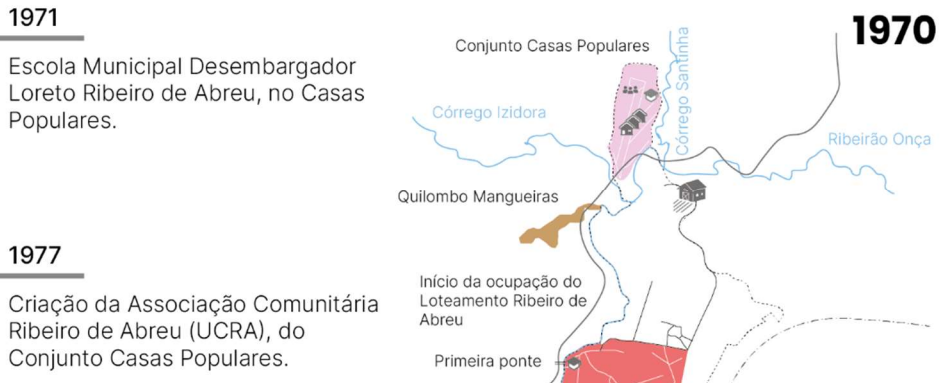 1971
Escola Municipal Desembargador
Loreto Ribeiro de Abreu, no Casas
Populares.
1977
Criação da Associação Comunitária
Ribeiro de Abreu (UCRA), do
Conjunto Casas Populares.
1970
Conjunto Casas Populares
Córrego Santinha
Córrego Izidora
Ribeirão Onça
Quilombo Mangueiras
Início da ocupação do
Loteamento Ribeiro de
Abreu
Primeira ponte